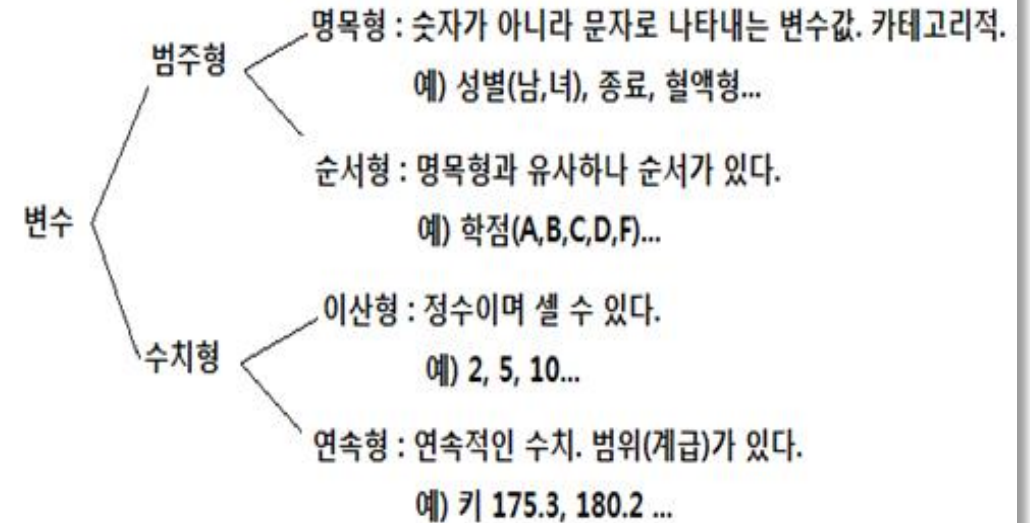 명목형 : 숫자가 아니라 문자로 나타내는 변수값. 카테고리적.
범주형
예) 성별(남,녀), 종료, 혈액형...
순서형 : 명목형과 유사하나 순서가 있다.
변수
예) 학점(A,B,C,D,F)...
이산형 : 정수이며 셀 수 있다.
수치형
예) 2, 5, 10...
연속형 : 연속적인 수치. 범위(계급)가 있다.
예) 키 175.3, 180.2 ...